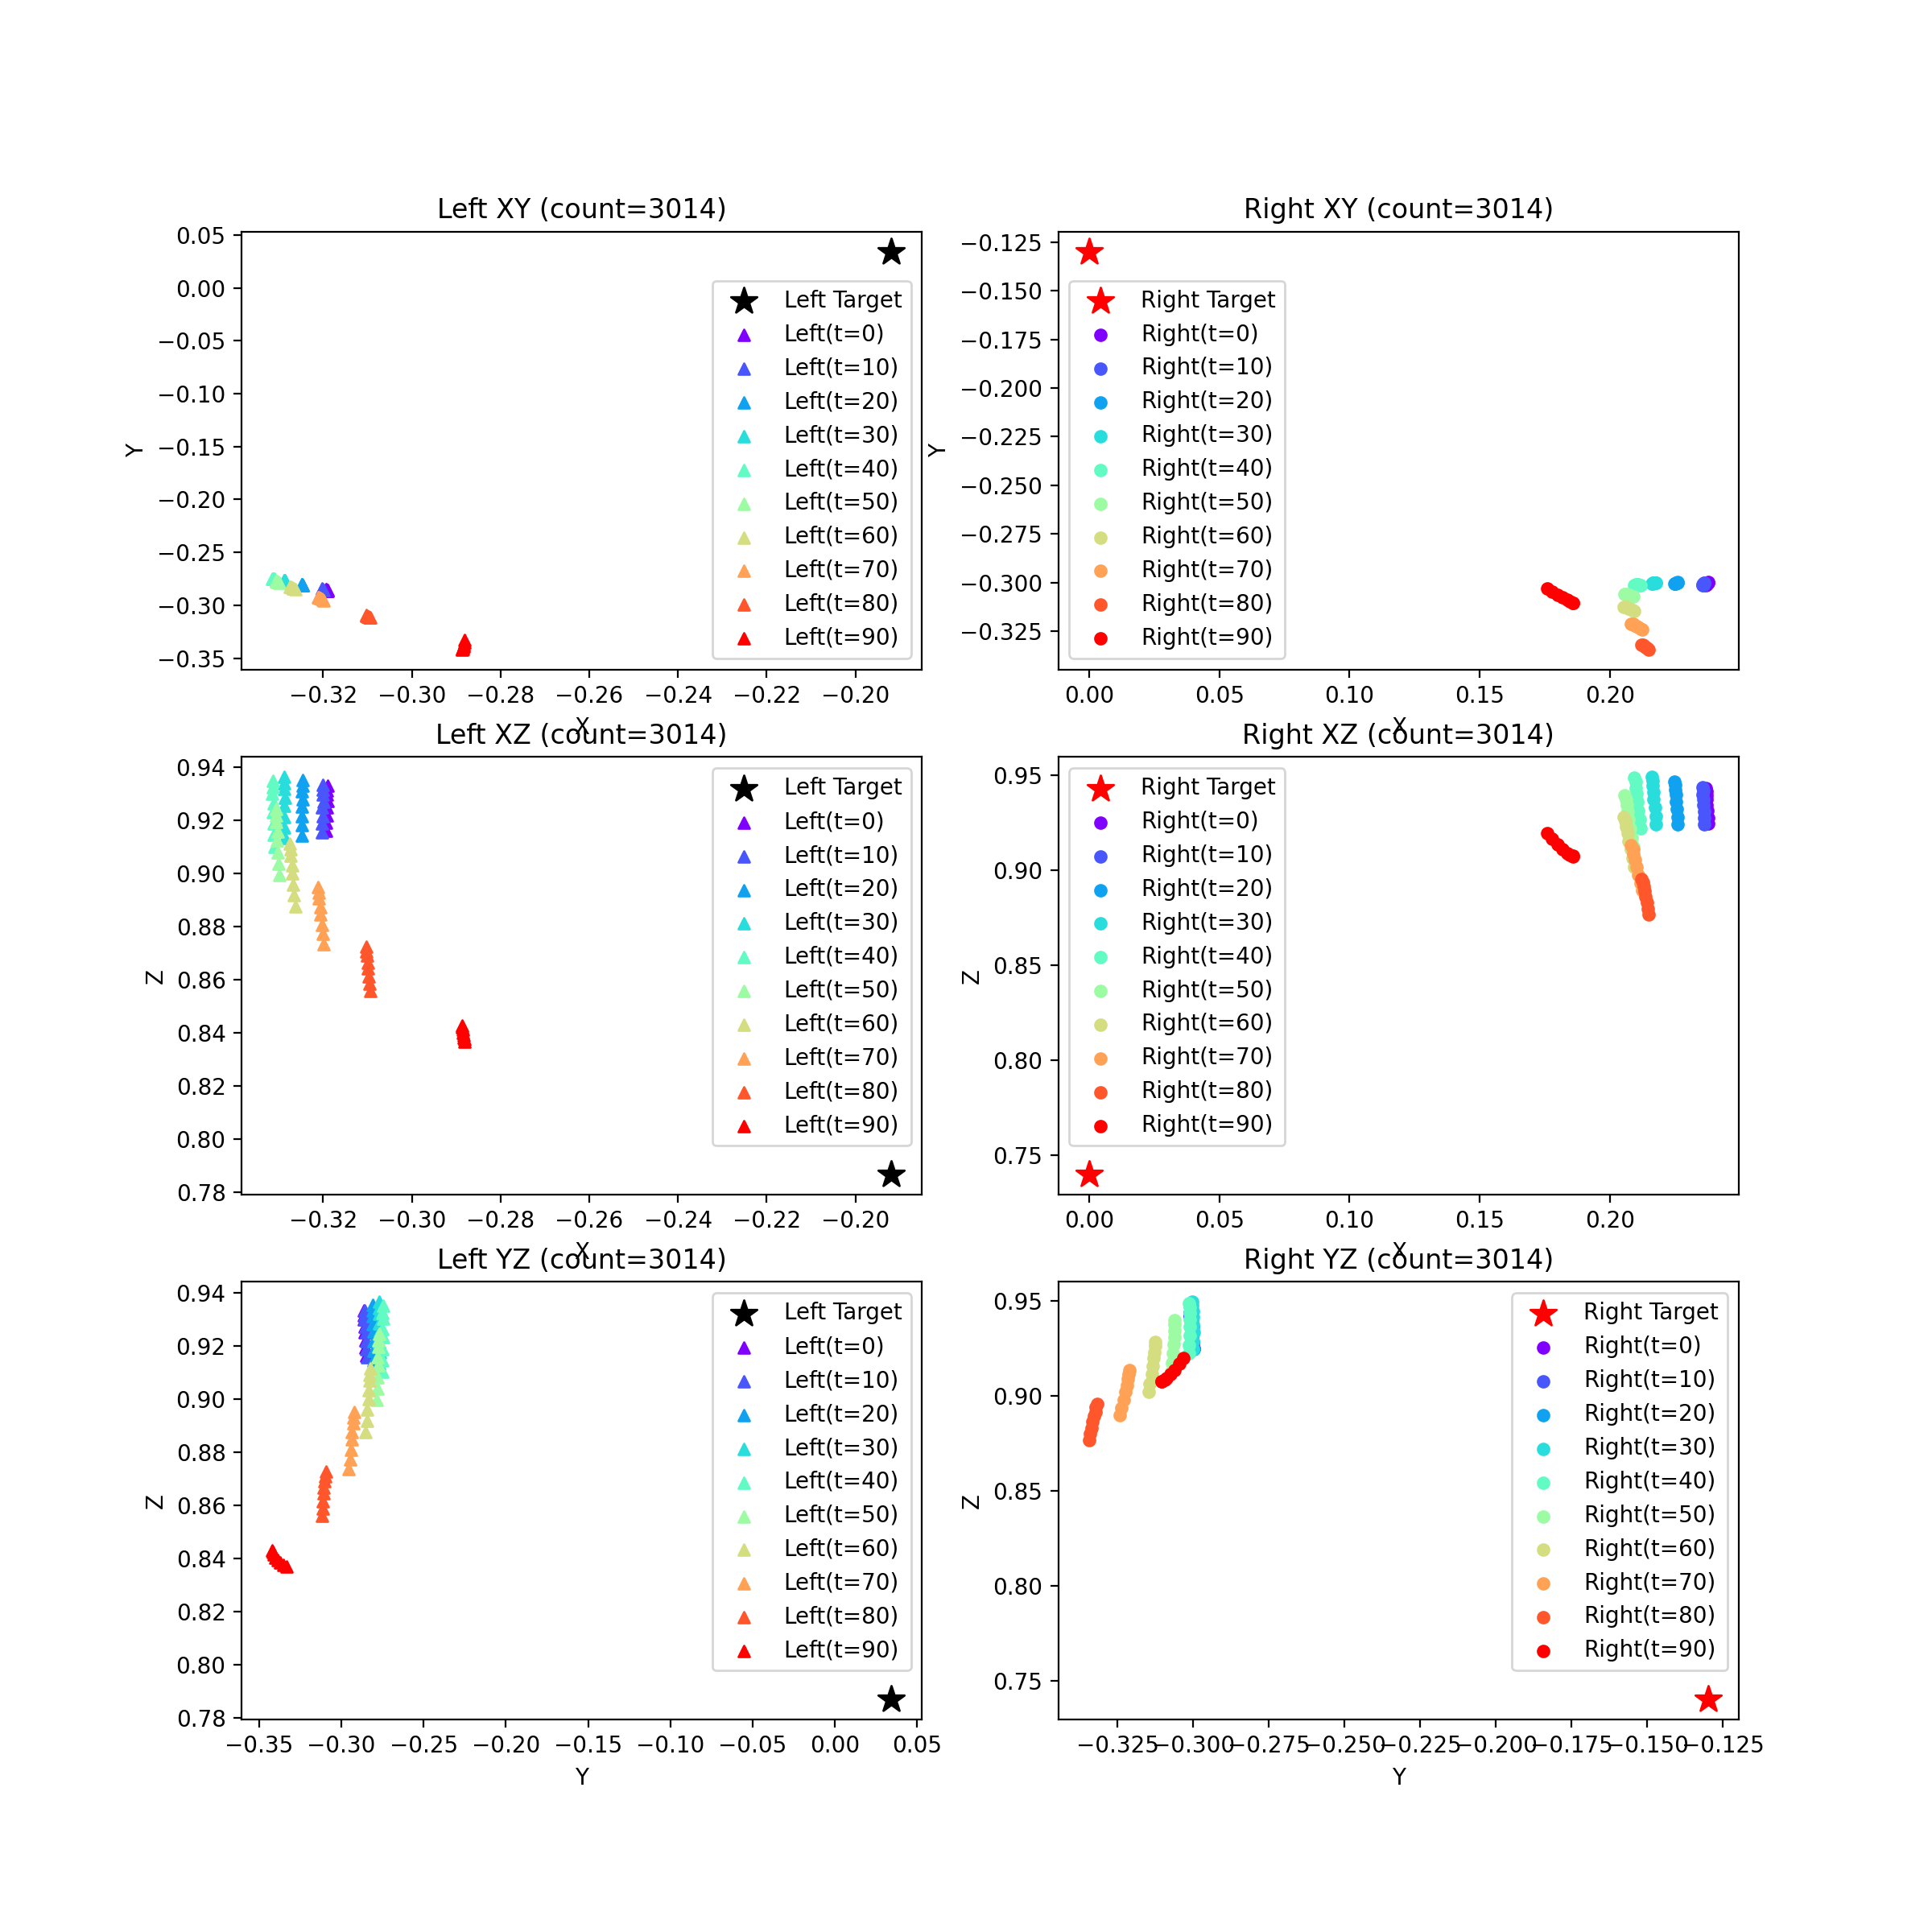 Left XY (count=3014)
0.05
0.00
−0.05
−0.10
−0.15
−0.20
−0.25
−0.30
−0.35
Y
Left Target
Left(t=0)
Left(t=10)
Left(t=20)
Left(t=30)
Left(t=40)
Left(t=50)
Left(t=60)
Left(t=70)
Left(t=80)
Left(t=90)
−0.32 −0.30 −0.28 −0.26 −0.24 −0.22 −0.20
X
Right XY (count=3014)
−0.125
−0.150
−0.175
−0.200
−0.225
−0.250
−0.275
−0.300
−0.325
Y
Right Target
Right(t=0)
Right(t=10)
Right(t=20)
Right(t=30)
Right(t=40)
Right(t=50)
Right(t=60)
Right(t=70)
Right(t=80)
Right(t=90)
0.00 0.05 0.10 0.15 0.20
X
Left XZ (count=3014)
0.94
0.92
0.90
0.88
0.86
0.84
0.82
0.80
0.78
Z
Left Target
Left(t=0)
Left(t=10)
Left(t=20)
Left(t=30)
Left(t=40)
Left(t=50)
Left(t=60)
Left(t=70)
Left(t=80)
Left(t=90)
−0.32 −0.30 −0.28 −0.26 −0.24 −0.22 −0.20
X
Right XZ (count=3014)
0.95
0.90
0.85
0.80
0.75
Z
Right Target
Right(t=0)
Right(t=10)
Right(t=20)
Right(t=30)
Right(t=40)
Right(t=50)
Right(t=60)
Right(t=70)
Right(t=80)
Right(t=90)
0.00 0.05 0.10 0.15 0.20
X
Left YZ (count=3014)
0.94
0.92
0.90
0.88
0.86
0.84
0.82
0.80
0.78
Z
Left Target
Left(t=0)
Left(t=10)
Left(t=20)
Left(t=30)
Left(t=40)
Left(t=50)
Left(t=60)
Left(t=70)
Left(t=80)
Left(t=90)
−0.35 −0.30 −0.25 −0.20 −0.15 −0.10 −0.05 0.00 0.05
Y
Right YZ (count=3014)
0.95
0.90
0.85
0.80
0.75
Z
Right Target
Right(t=0)
Right(t=10)
Right(t=20)
Right(t=30)
Right(t=40)
Right(t=50)
Right(t=60)
Right(t=70)
Right(t=80)
Right(t=90)
−0.325 −0.300 −0.275 −0.250 −0.225 −0.200 −0.175 −0.150 −0.125
Y